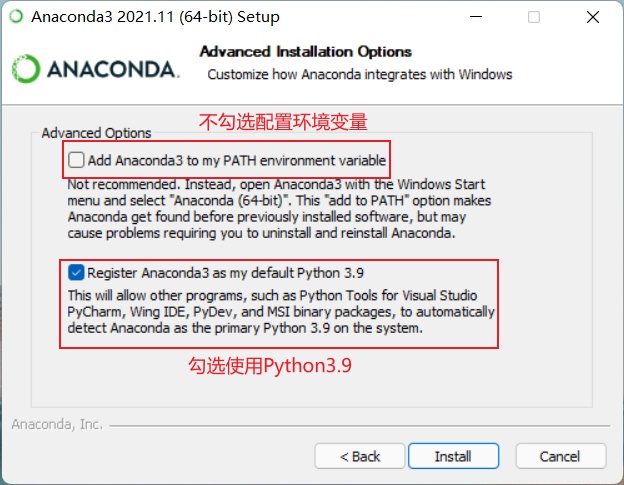 Anaconda3 2021.11 (64-bit) Setup
ANACONDA.
Advanced Installation Options
Customize how Anaconda integrates with Windows
不勾选配置环境变量
Advanced Options
Add Anaconda3 to my PATH environment variable
Not recommended. Instead, open Anaconda3 with the Windows Start
menu and select "Anaconda (64-bit)". This "add to PATH" option makes
Anaconda get found before previously installed software, but may
cause problems requiring you to uninstall and reinstall Anaconda.
Register Anaconda3 as my default Python 3.9
This will allow other programs, such as Python Tools for Visual Studio
PyCharm, Wing IDE, PyDev, and MSI binary packages, to automatically
detect Anaconda as the primary Python 3.9 on the system.
勾选使用Python3.9
Anaconda, Inc.
< Back
Install
Cancel